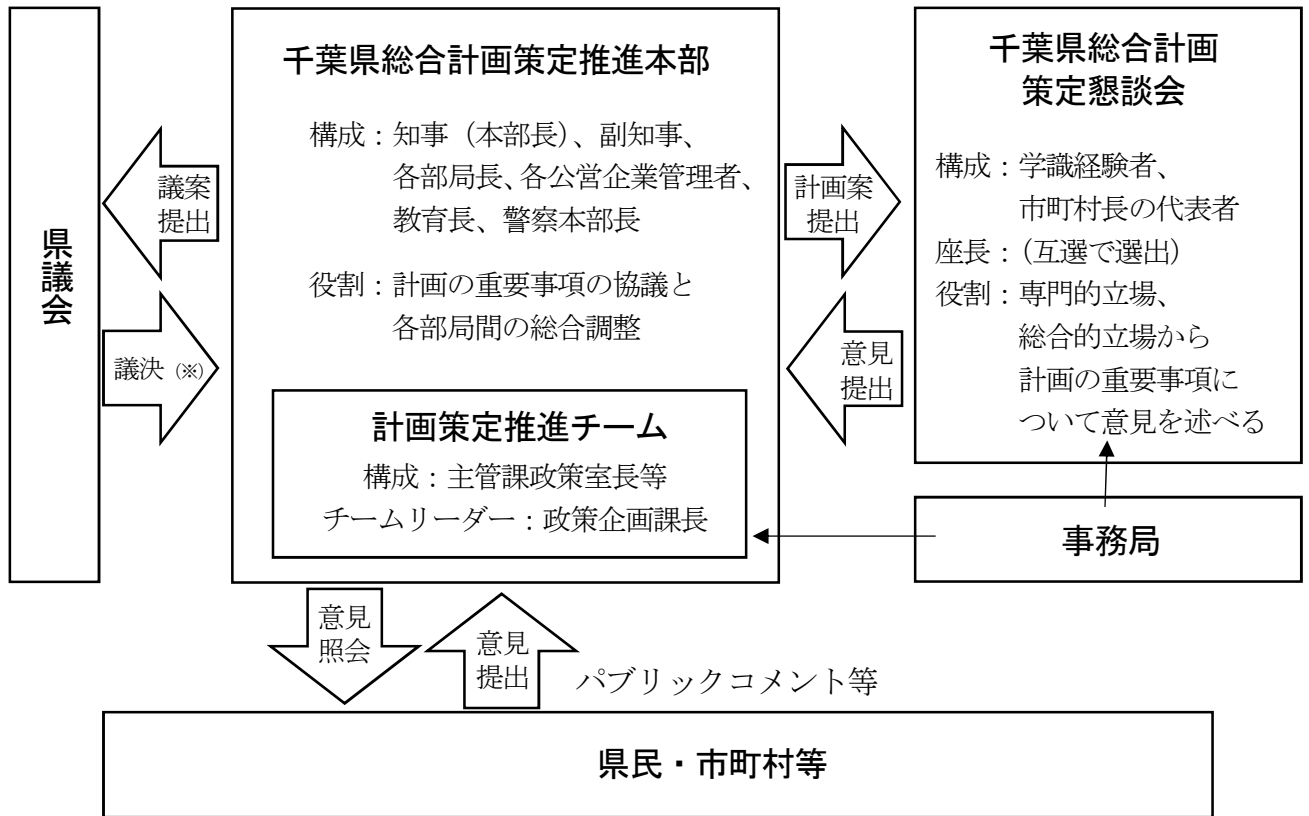 千葉県総合計画策定推進本部
構成：知事（本部長）、副知事、
各部局長、各公営企業管理者、
教育長、警察本部長
役割：計画の重要事項の協議と
各部局間の総合調整
計画策定推進チーム
構成：主管課政策室長等
チームリーダー：政策企画課長
県議会
議案
提出
議決（※）
計画案
提出
意見
提出
千葉県総合計画
策定懇談会
構成：学識経験者、
市町村長の代表者
座長：（互選で選出）
役割：専門的立場、
総合的立場から
計画の重要事項に
ついて意見を述べる
事務局
意見
照会
意見
提出
パブリックコメント等
県民・市町村等